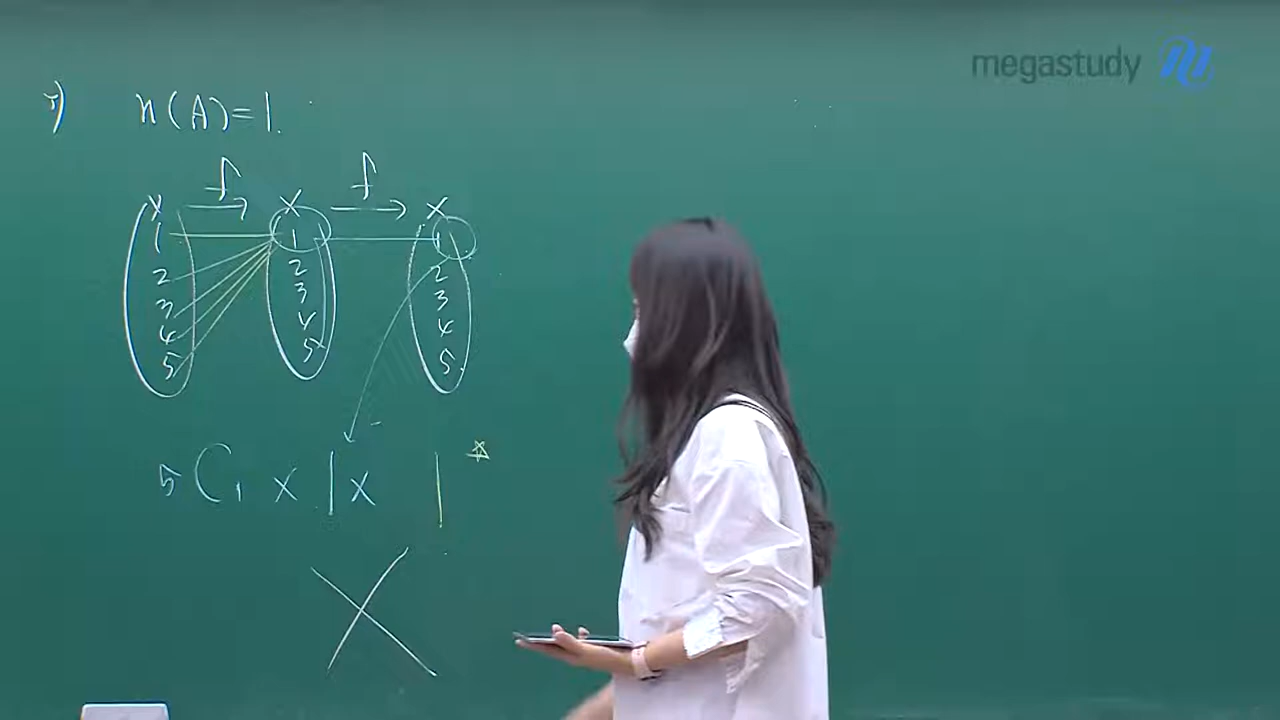 megastudy
n(A)=1.
f f
X X X
1 1 1
2 2 2
3 3 3
4 4 4
5 5 5
5C1 × 1 × 1 ☆